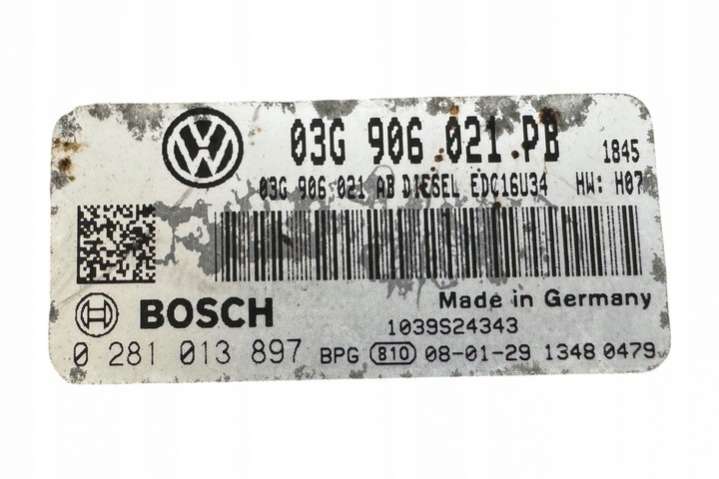 03G 906 021 PB 1845
03G 906 021 AB DIESEL EDC16U34 HW: H07
BOSCH Made in Germany
1039S24343
0 281 013 897 BPG 810 08-01-29 1348 0479